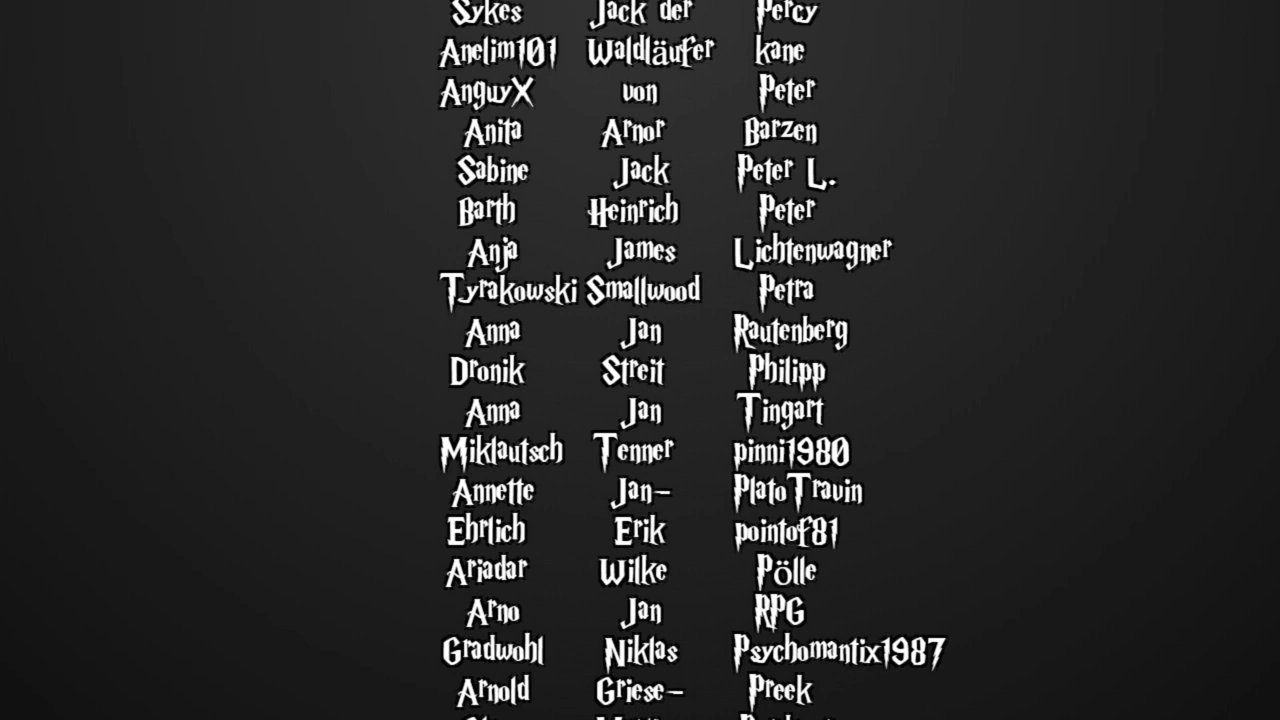 Sykes Jack der Percy
Anelim101 Waldläufer kane
AnguyX von Peter
Anita Arnor Barzen
Sabine Jack Peter L.
Barth Heinrich Peter
Anja James Lichtenwagner
Tyrakowski Smallwood Petra
Anna Jan Rautenberg
Dronik Streit Philipp
Anna Jan Tingart
Miklautsch Tenner pinni1980
Annette Jan- PlatoTravin
Ehrlich Erik pointof81
Ariadar Wilke Pölle
Arno Jan RPG
Gradwohl Niklas Psychomantix1987
Arnold Griese- Preek